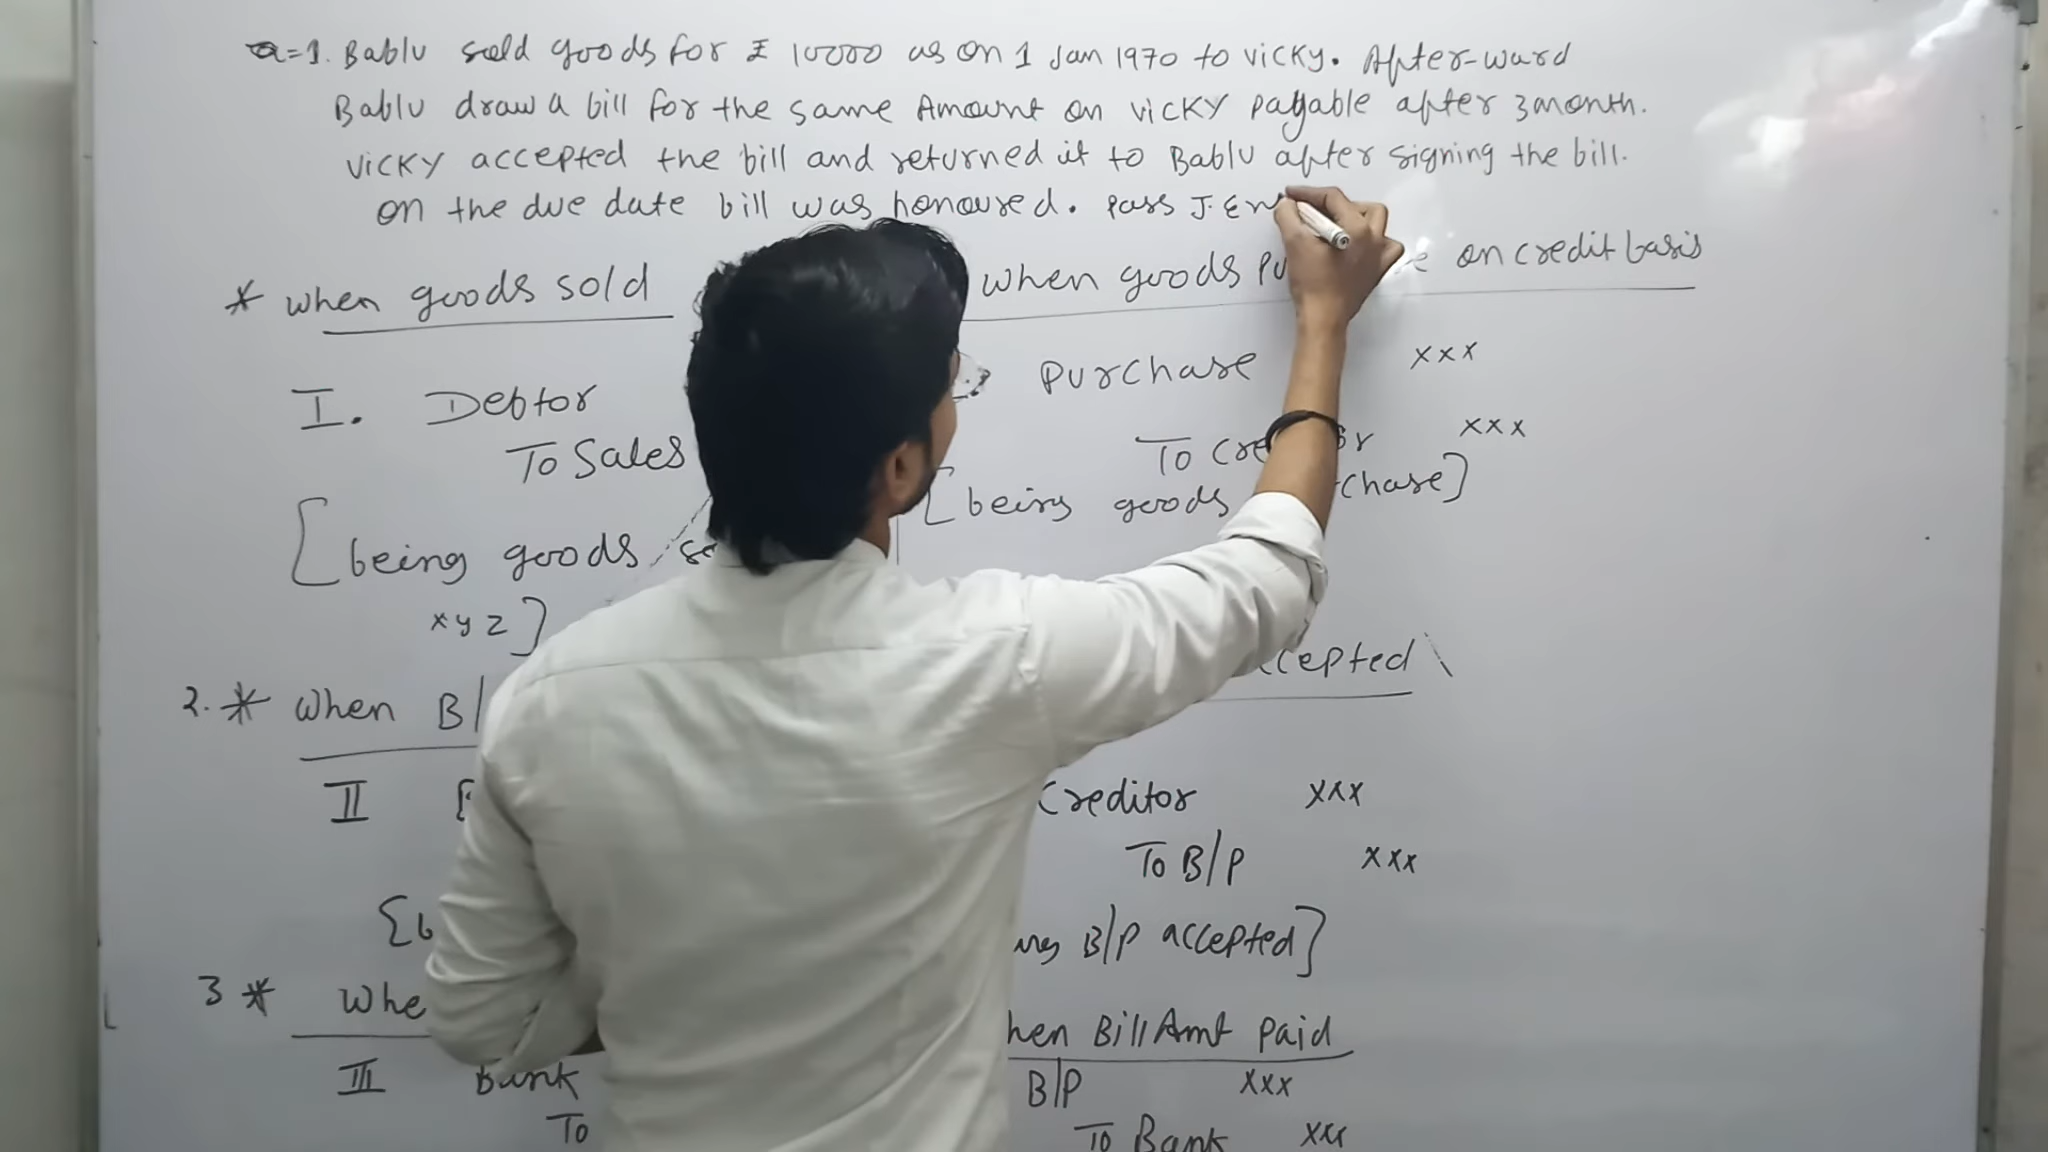 Q=1. Bablu sold goods for ₹ 10000 as on 1 Jan 1970 to vicky. After-ward
Bablu draw a bill for the same Amount on vicky payable after 3 month.
vicky accepted the bill and returned it to Bablu after signing the bill.
on the due date bill was honoured. pass J.En
* when goods sold
I. Debtor
To Sales
[being goods
xyz]
2. * when B/
II
3 *
III Bank
To
when goods on credit basis
Purchase xxx
To xxx
[being goods chase]
ccepted
Creditor xxx
To B/P xxx
B/P accepted]
hen Bill Amt paid
B/P xxx
To Bank xxx